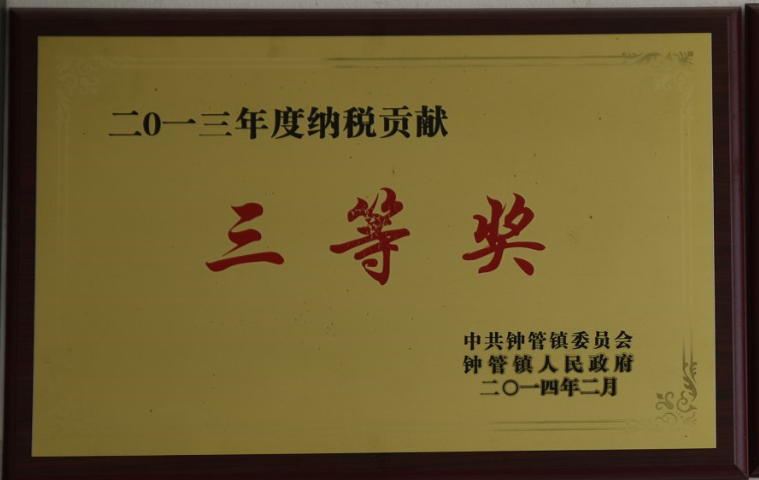 二0一三年度纳税贡献
三等奖
中共钟管镇委员会
钟管镇人民政府
二〇一四年二月